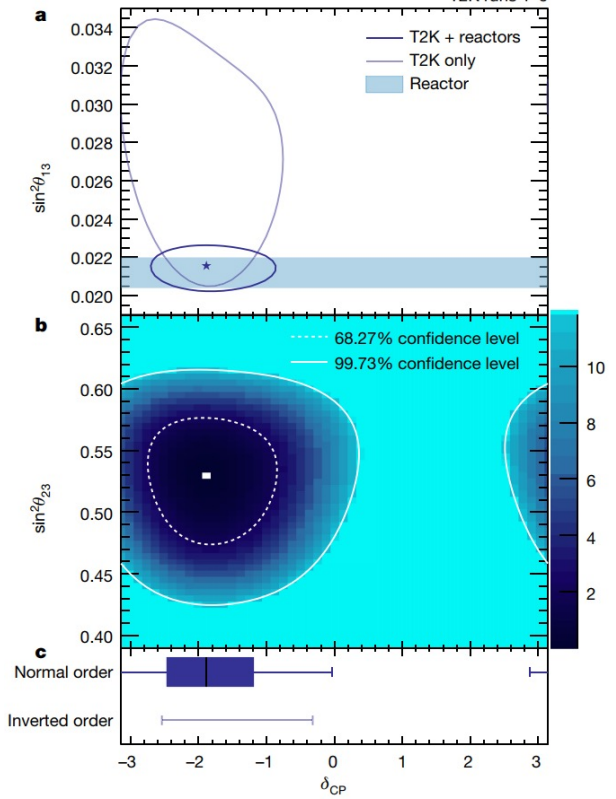 a
0.034
0.032
0.030
0.028
0.026
0.024
0.022
0.020
sin²θ₁₃
T2K + reactors
T2K only
Reactor
b
0.65
0.60
0.55
0.50
0.45
0.40
sin²θ₂₃
68.27% confidence level
99.73% confidence level
10
8
6
4
2
c
Normal order
Inverted order
−3 −2 −1 0 1 2 3
δCP